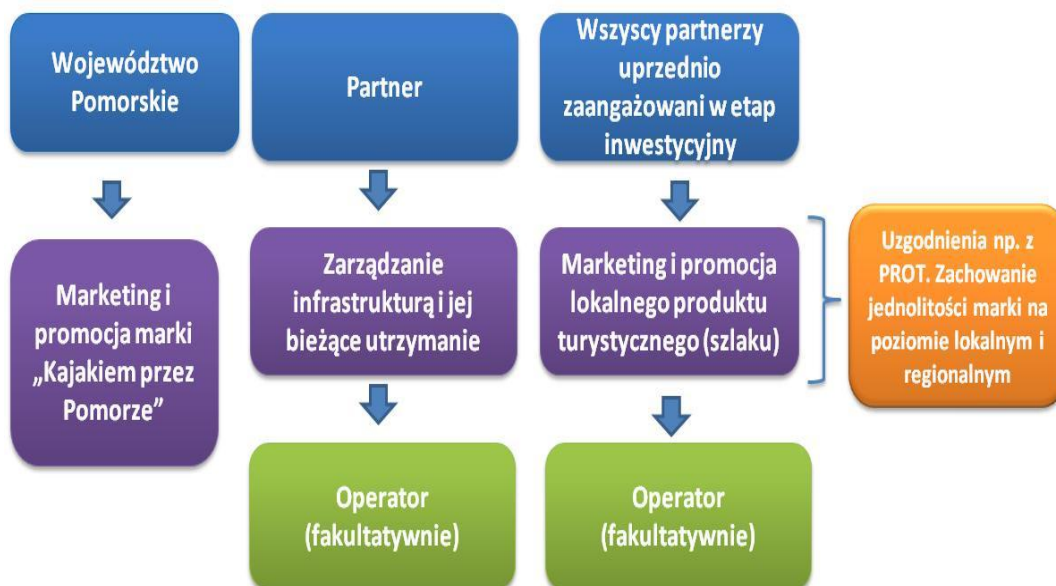 Województwo
Pomorskie
Partner
Wszyscy partnerzy
uprzednio
zaangażowani w etap
inwestycyjny
Marketing i
promocja marki
„Kajakiem przez
Pomorze”
Zarządzanie
infrastrukturą i jej
bieżące utrzymanie
Marketing i promocja
lokalnego produktu
turystycznego (szlaku)
Uzgodnienia np. z
PROT. Zachowanie
jednolitości marki na
poziomie lokalnym i
regionalnym
Operator
(fakultatywnie)
Operator
(fakultatywnie)